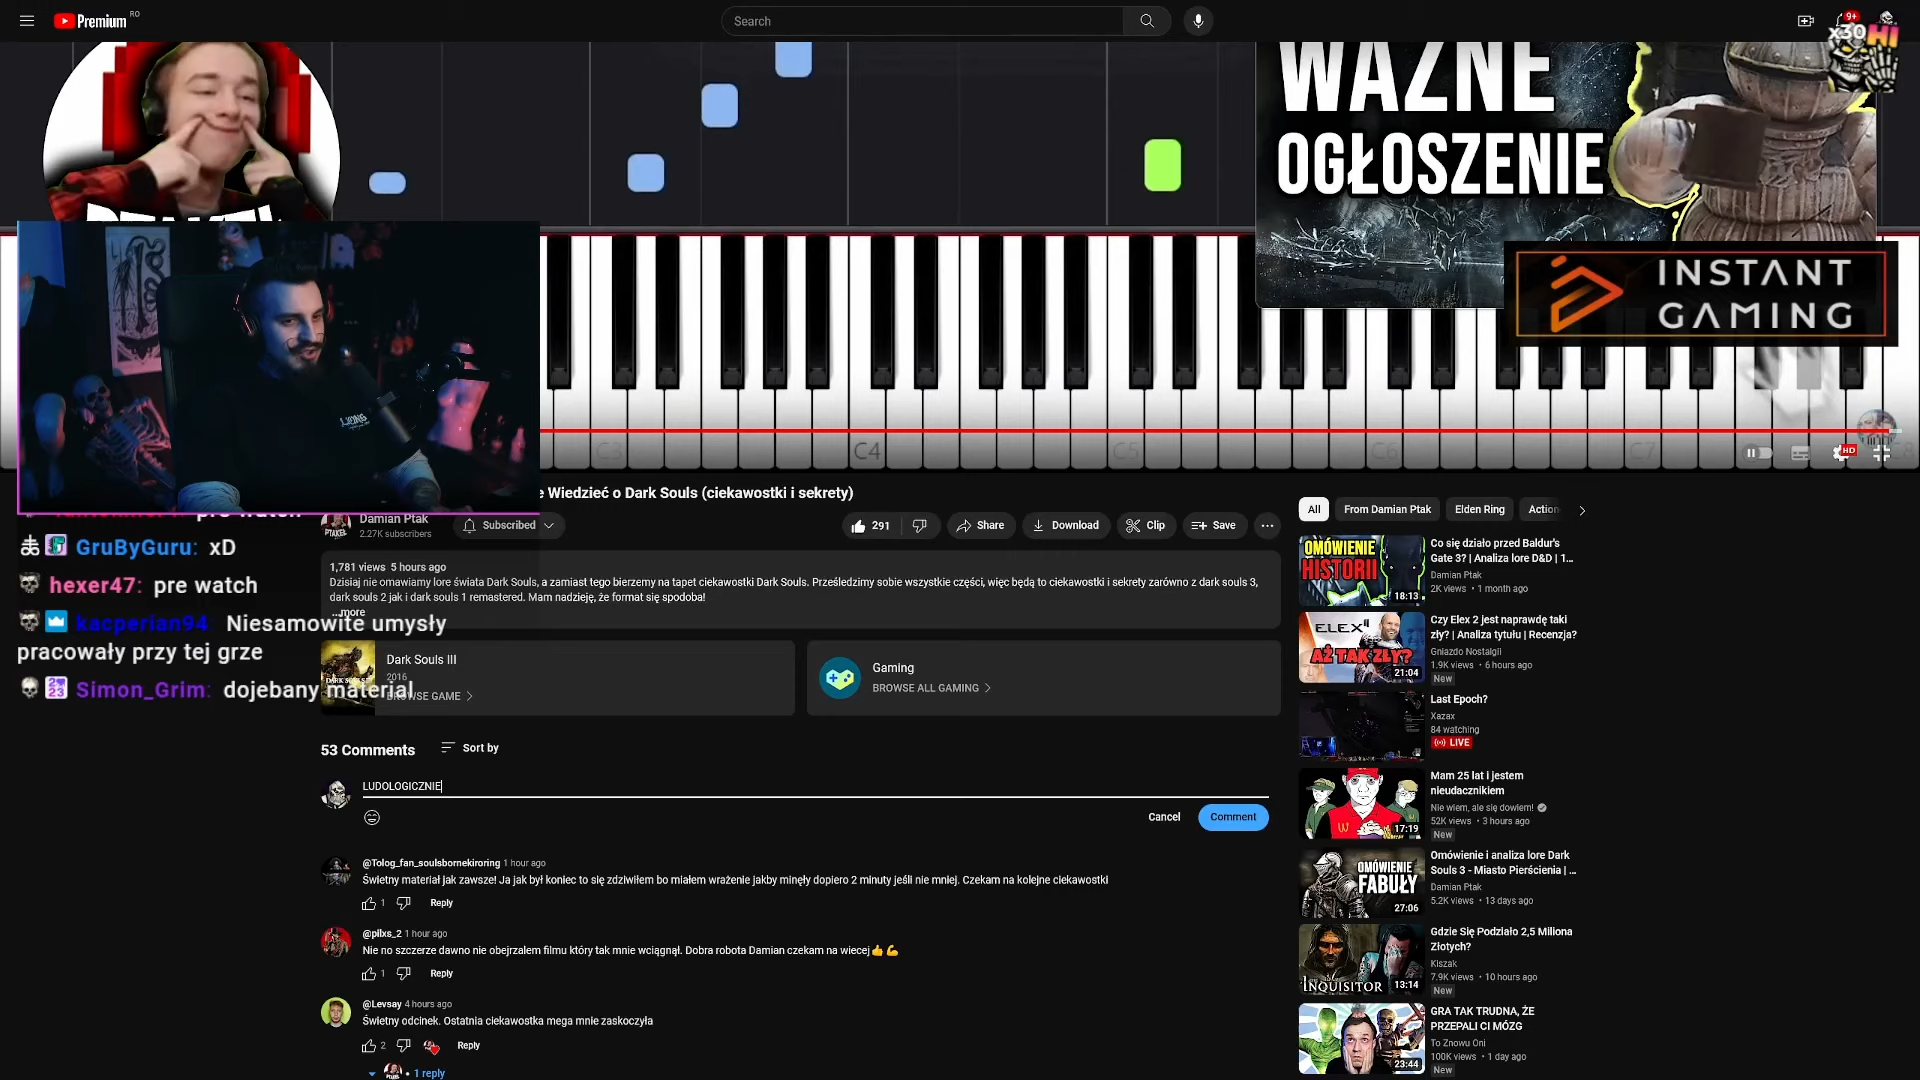 Premium RO
Search
9+
x30 HI
WAŻNE
OGŁOSZENIE
INSTANT
GAMING
C3
C4
C5
C6
C7
C8
HD
e Wiedzieć o Dark Souls (ciekawostki i sekrety)
Damian Ptak
2.27K subscribers
Subscribed
291
Share
Download
Clip
Save
1,781 views 5 hours ago
Dzisiaj nie omawiamy lore świata Dark Souls, a zamiast tego bierzemy na tapet ciekawostki Dark Souls. Prześledzimy sobie wszystkie części, więc będą to ciekawostki i sekrety zarówno z dark souls 3,
dark souls 2 jak i dark souls 1 remastered. Mam nadzieję, że format się spodoba!
...more
pre watch
GruByGuru: xD
hexer47: pre watch
kacperian94 Niesamowite umysły
pracowały przy tej grze
Simon_Grim: dojebany materiał
Dark Souls III
2016
BROWSE GAME
Gaming
BROWSE ALL GAMING
53 Comments
Sort by
LUDOLOGICZNIE
Cancel
Comment
@Tolog_fan_soulsbornekiroring 1 hour ago
Świetny materiał jak zawsze! Ja jak był koniec to się zdziwiłem bo miałem wrażenie jakby minęły dopiero 2 minuty jeśli nie mniej. Czekam na kolejne ciekawostki
1
Reply
@pilxs_2 1 hour ago
Nie no szczerze dawno nie obejrzałem filmu który tak mnie wciągnął. Dobra robota Damian czekam na wiecej👍💪
1
Reply
@Levsay 4 hours ago
Świetny odcinek. Ostatnia ciekawostka mega mnie zaskoczyła
2
Reply
1 reply
All
From Damian Ptak
Elden Ring
Action
OMÓWIENIE
HISTORII
18:13
Co się działo przed Baldur's
Gate 3? | Analiza lore D&D | 1...
Damian Ptak
2K views • 1 month ago
ELEX II
AŻ TAK ZŁY?
21:04
Czy Elex 2 jest naprawdę taki
zły? | Analiza tytułu | Recenzja?
Gniazdo Nostalgii
1.9K views • 6 hours ago
New
Last Epoch?
Xazax
84 watching
LIVE
17:19
Mam 25 lat i jestem
nieudacznikiem
Nie wiem, ale się dowiem!
52K views • 3 hours ago
New
OMÓWIENIE
FABUŁY
27:06
Omówienie i analiza lore Dark
Souls 3 - Miasto Pierścienia | ...
Damian Ptak
5.2K views • 13 days ago
INQUISITOR
13:14
Gdzie Się Podziało 2,5 Miliona
Złotych?
Kiszak
7.9K views • 10 hours ago
New
23:44
GRA TAK TRUDNA, ŻE
PRZEPALI CI MÓZG
To Znowu Oni
100K views • 1 day ago
New